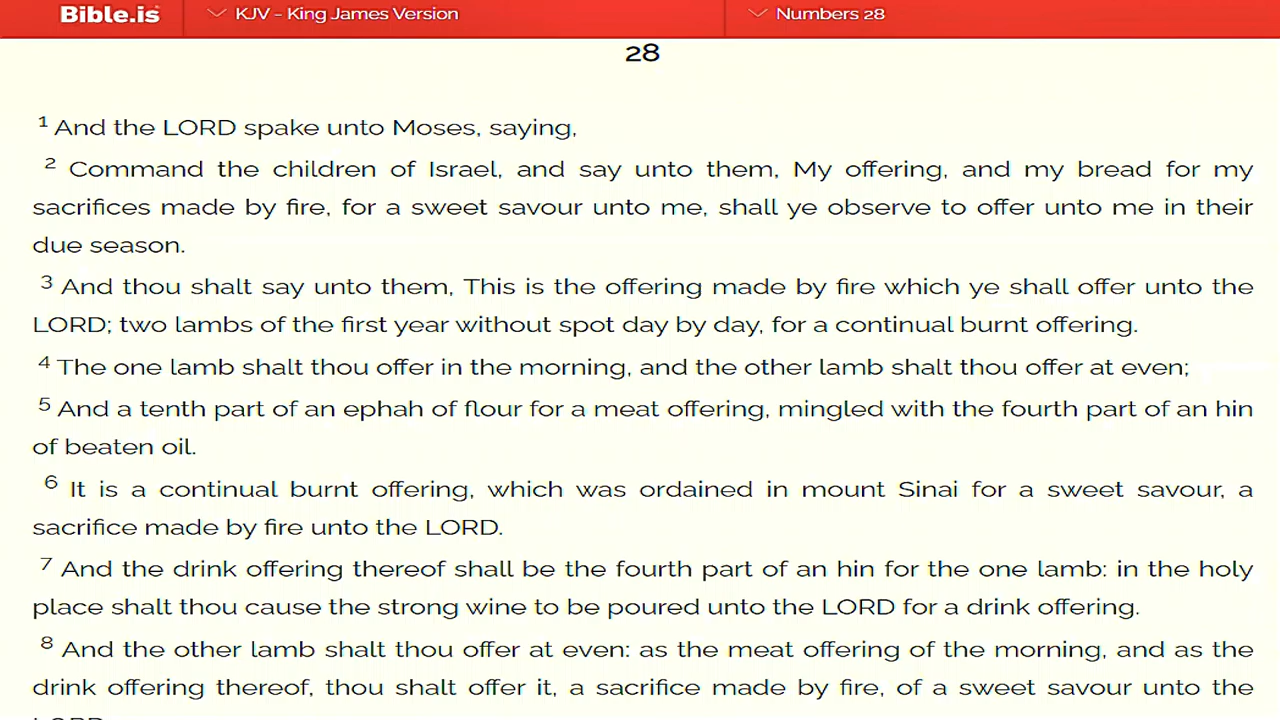 Bible.is KJV - King James Version Numbers 28
28
1 And the LORD spake unto Moses, saying,
2 Command the children of Israel, and say unto them, My offering, and my bread for my
sacrifices made by fire, for a sweet savour unto me, shall ye observe to offer unto me in their
due season.
3 And thou shalt say unto them, This is the offering made by fire which ye shall offer unto the
LORD; two lambs of the first year without spot day by day, for a continual burnt offering.
4 The one lamb shalt thou offer in the morning, and the other lamb shalt thou offer at even;
5 And a tenth part of an ephah of flour for a meat offering, mingled with the fourth part of an hin
of beaten oil.
6 It is a continual burnt offering, which was ordained in mount Sinai for a sweet savour, a
sacrifice made by fire unto the LORD.
7 And the drink offering thereof shall be the fourth part of an hin for the one lamb: in the holy
place shalt thou cause the strong wine to be poured unto the LORD for a drink offering.
8 And the other lamb shalt thou offer at even: as the meat offering of the morning, and as the
drink offering thereof, thou shalt offer it, a sacrifice made by fire, of a sweet savour unto the